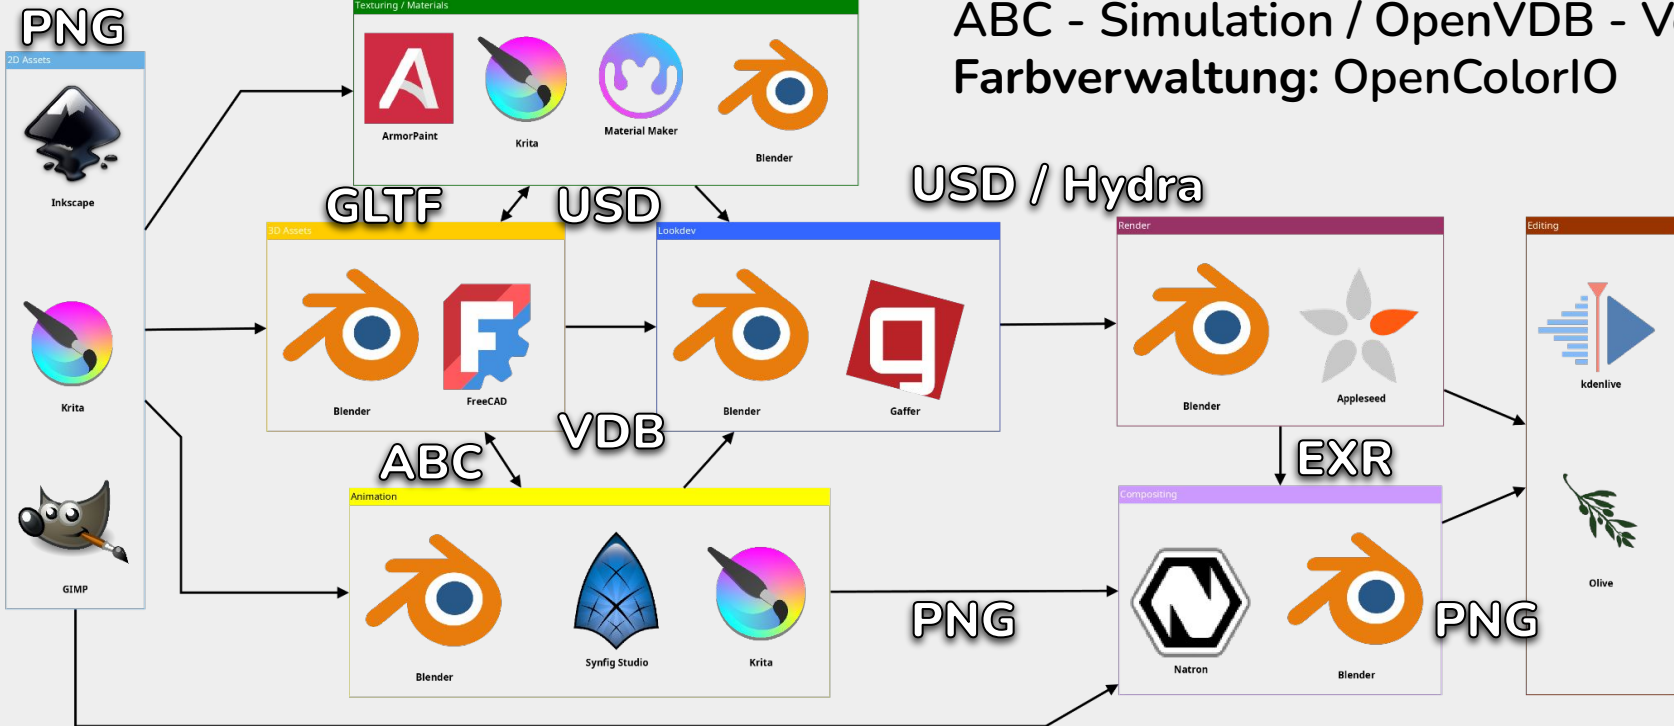 PNG
2D Assets
Inkscape
Krita
GIMP
Texturing / Materials
ArmorPaint
Krita
Material Maker
Blender
ABC - Simulation / OpenVDB -
Farbverwaltung: OpenColorIO
GLTF
USD
USD / Hydra
3D Assets
Blender
FreeCAD
Lookdev
Blender
Gaffer
Render
Blender
Appleseed
Editing
kdenlive
Olive
ABC
VDB
EXR
Animation
Blender
Synfig Studio
Krita
PNG
Compositing
Natron
Blender
PNG